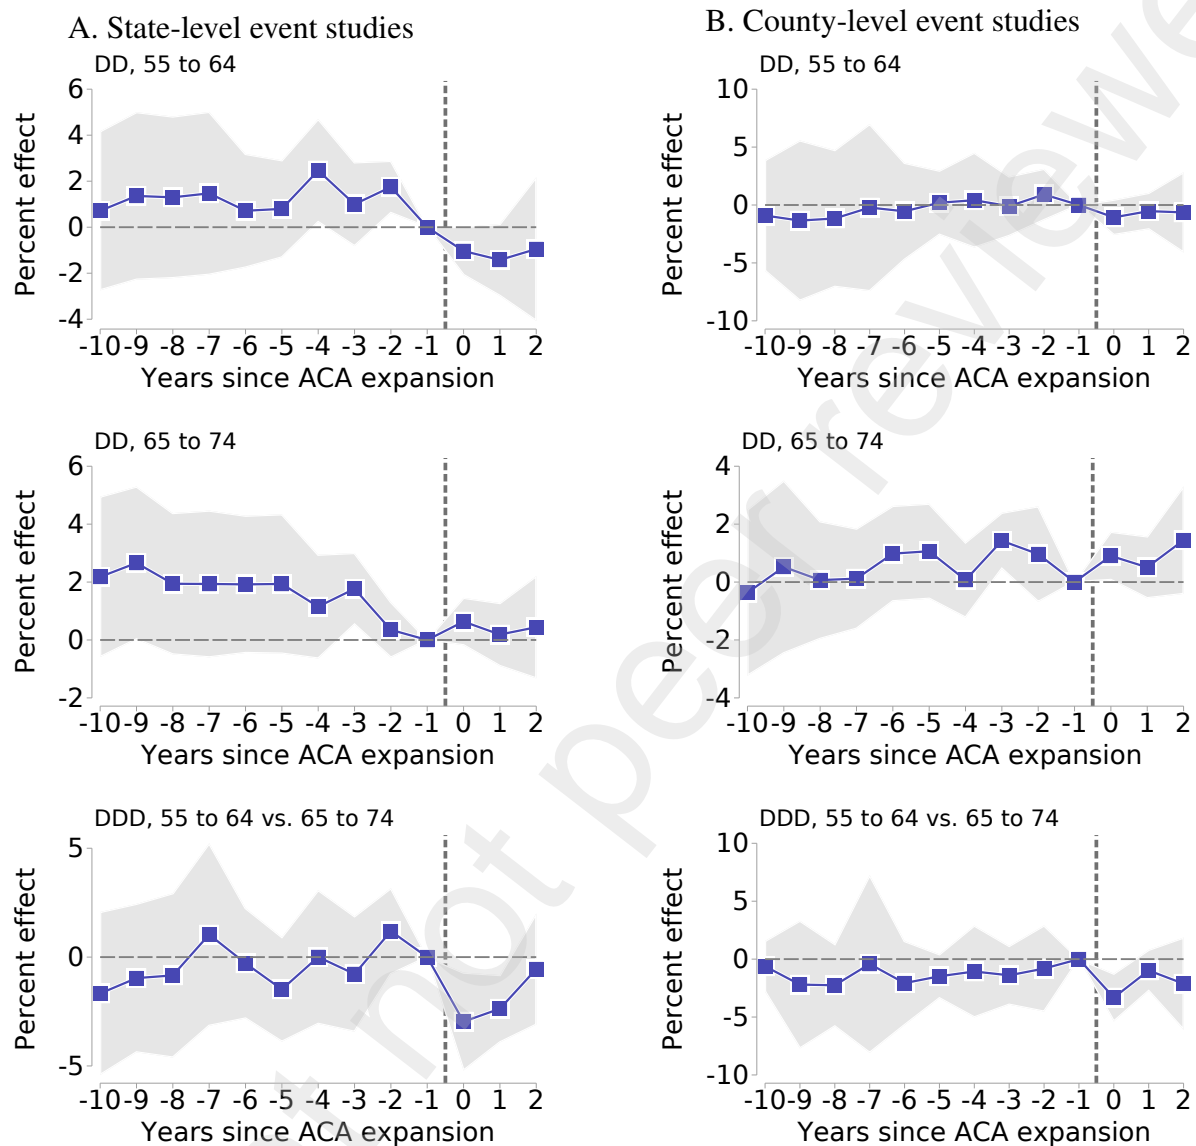 A. State-level event studies
DD, 55 to 64
Percent effect
6
4
2
0
-2
-4
-10 -9 -8 -7 -6 -5 -4 -3 -2 -1 0 1 2
Years since ACA expansion
DD, 65 to 74
Percent effect
6
4
2
0
-2
-10 -9 -8 -7 -6 -5 -4 -3 -2 -1 0 1 2
Years since ACA expansion
DDD, 55 to 64 vs. 65 to 74
Percent effect
5
0
-5
-10 -9 -8 -7 -6 -5 -4 -3 -2 -1 0 1 2
Years since ACA expansion
B. County-level event studies
DD, 55 to 64
Percent effect
10
5
0
-5
-10
-10 -9 -8 -7 -6 -5 -4 -3 -2 -1 0 1 2
Years since ACA expansion
DD, 65 to 74
Percent effect
4
2
0
-2
-4
-10 -9 -8 -7 -6 -5 -4 -3 -2 -1 0 1 2
Years since ACA expansion
DDD, 55 to 64 vs. 65 to 74
Percent effect
10
5
0
-5
-10
-10 -9 -8 -7 -6 -5 -4 -3 -2 -1 0 1 2
Years since ACA expansion
not peer reviewe